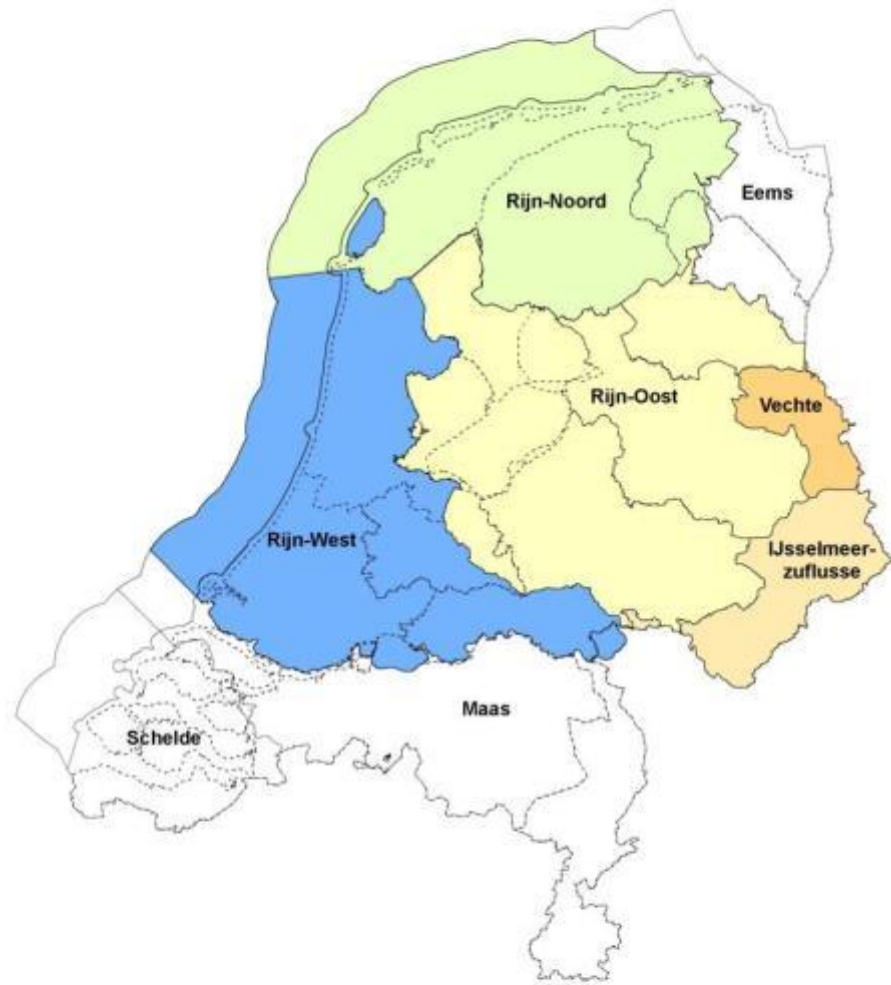 Eems
Rijn-Noord
Rijn-Oost
Vechte
Rijn-West
IJsselmeer-
zuflusse
Maas
Schelde